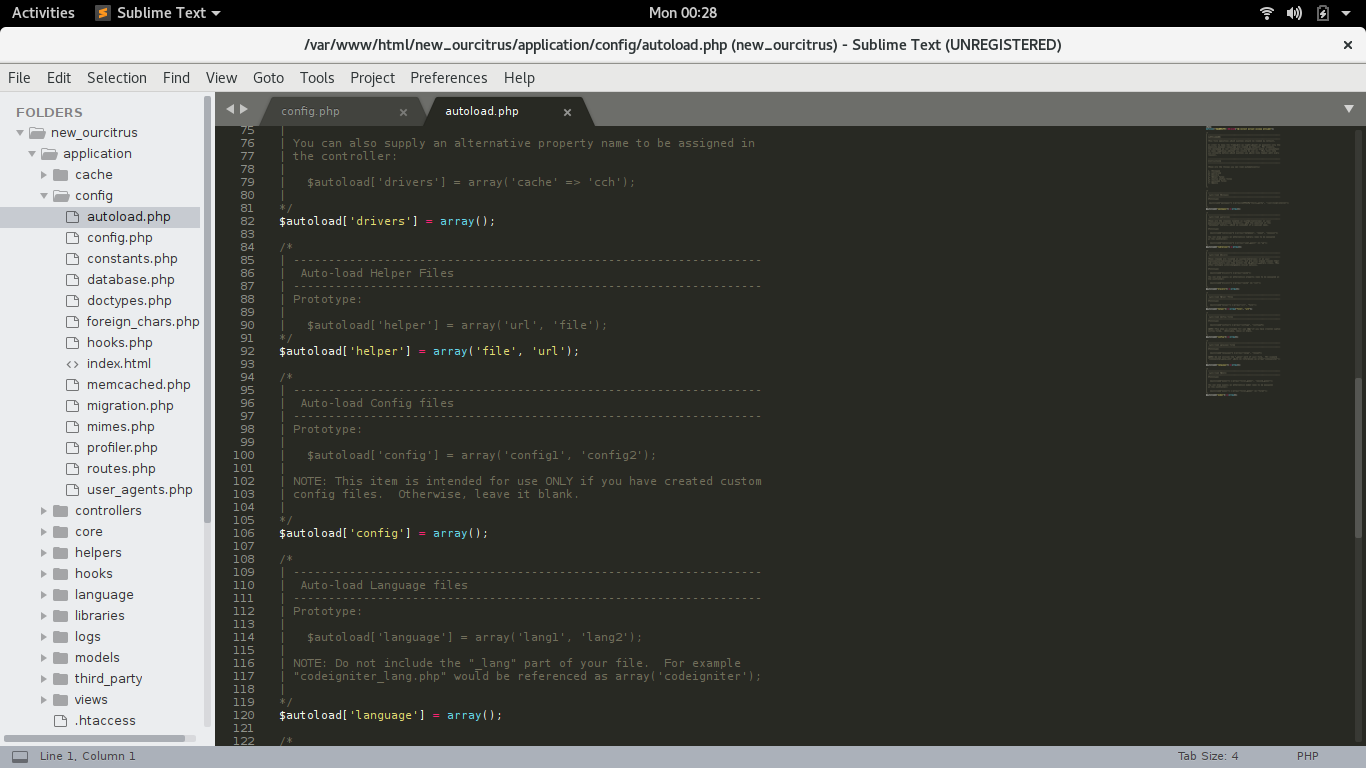 Activities Sublime Text Mon 00:28
/var/www/html/new_ourcitrus/application/config/autoload.php (new_ourcitrus) - Sublime Text (UNREGISTERED)
File Edit Selection Find View Goto Tools Project Preferences Help
FOLDERS
new_ourcitrus
application
cache
config
autoload.php
config.php
constants.php
database.php
doctypes.php
foreign_chars.php
hooks.php
index.html
memcached.php
migration.php
mimes.php
profiler.php
routes.php
user_agents.php
controllers
core
helpers
hooks
language
libraries
logs
models
third_party
views
.htaccess
config.php autoload.php
75 |
76 | You can also supply an alternative property name to be assigned in
77 | the controller:
78 |
79 |   $autoload['drivers'] = array('cache' => 'cch');
80 |
81 */
82 $autoload['drivers'] = array();
83
84 /*
85 | -------------------------------------------------------------------
86 |  Auto-load Helper Files
87 | -------------------------------------------------------------------
88 | Prototype:
89 |
90 |   $autoload['helper'] = array('url', 'file');
91 */
92 $autoload['helper'] = array('file', 'url');
93
94 /*
95 | -------------------------------------------------------------------
96 |  Auto-load Config files
97 | -------------------------------------------------------------------
98 | Prototype:
99 |
100 |   $autoload['config'] = array('config1', 'config2');
101 |
102 | NOTE: This item is intended for use ONLY if you have created custom
103 | config files.  Otherwise, leave it blank.
104 |
105 */
106 $autoload['config'] = array();
107
108 /*
109 | -------------------------------------------------------------------
110 |  Auto-load Language files
111 | -------------------------------------------------------------------
112 | Prototype:
113 |
114 |   $autoload['language'] = array('lang1', 'lang2');
115 |
116 | NOTE: Do not include the "_lang" part of your file.  For example
117 | "codeigniter_lang.php" would be referenced as array('codeigniter');
118 |
119 */
120 $autoload['language'] = array();
121
122 /*
Line 1, Column 1 Tab Size: 4 PHP